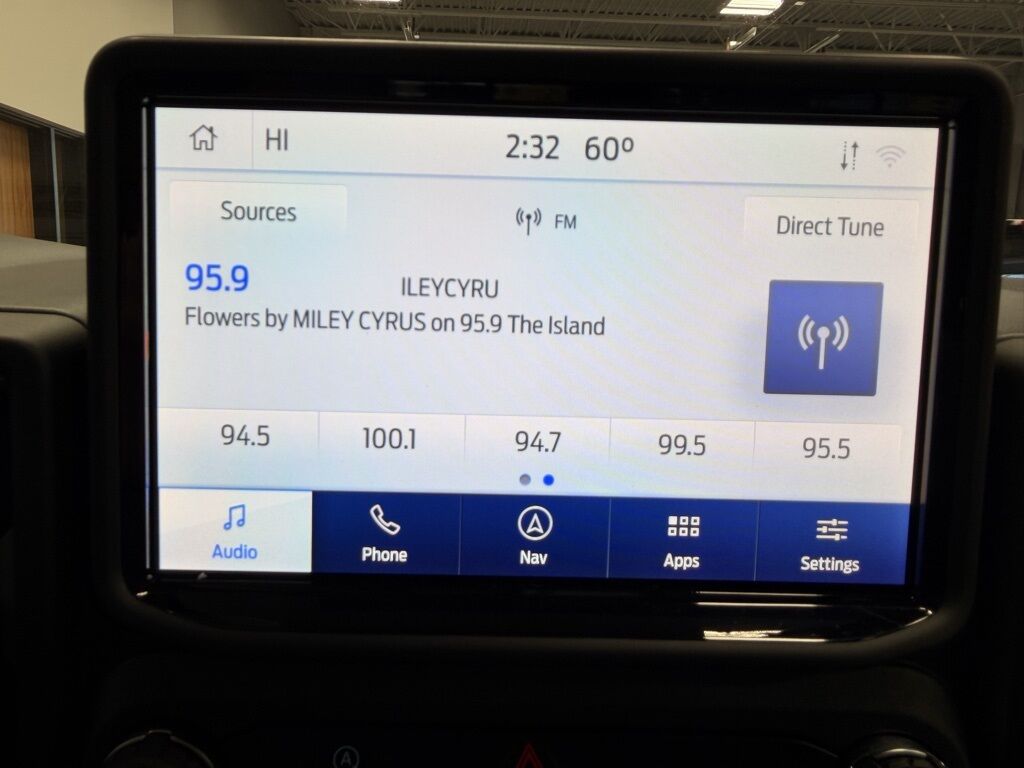 HI 2:32 60º
Sources FM Direct Tune
95.9 ILEYCYRU
Flowers by MILEY CYRUS on 95.9 The Island
94.5 100.1 94.7 99.5 95.5
Audio Phone Nav Apps Settings